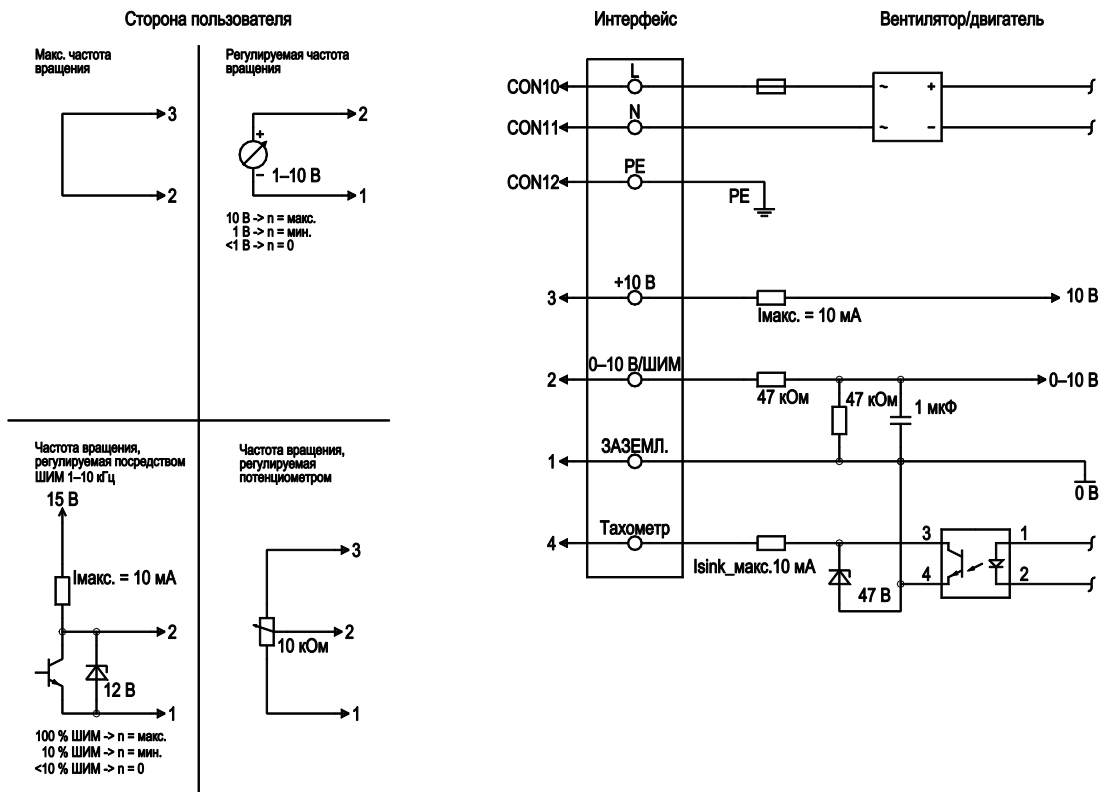 Сторона пользователя
Макс. частота
вращения
3
2
Регулируемая частота
вращения
2
+
–
1–10 В
1
10 В -> n = макс.
1 В -> n = мин.
<1 В -> n = 0
Частота вращения,
регулируемая посредством
ШИМ 1–10 кГц
15 В
Iмакс. = 10 мА
2
12 В
1
100 % ШИМ -> n = макс.
10 % ШИМ -> n = мин.
<10 % ШИМ -> n = 0
Частота вращения,
регулируемая
потенциометром
3
2
10 кОм
1
Интерфейс
Вентилятор/двигатель
CON10
L
~
+
CON11
N
~
–
CON12
PE
PE
3
+10 В
10 В
Iмакс. = 10 мА
2
0–10 В/ШИМ
0–10 В
47 кОм
47 кОм
1 мкФ
1
ЗАЗЕМЛ.
0 В
4
Тахометр
3
1
Isink_макс.10 мА
4
2
47 В